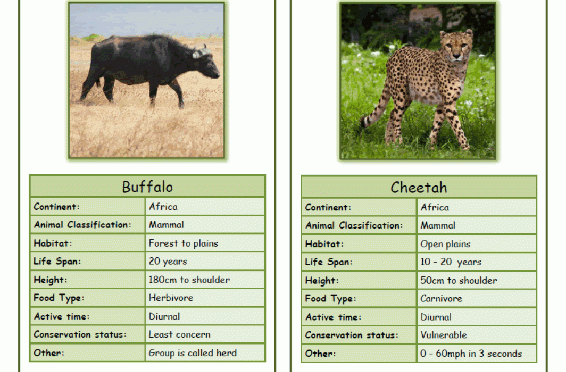 Buffalo
Continent: Africa
Animal Classification: Mammal
Habitat: Forest to plains
Life Span: 20 years
Height: 180cm to shoulder
Food Type: Herbivore
Active time: Diurnal
Conservation status: Least concern
Other: Group is called herd
Cheetah
Continent: Africa
Animal Classification: Mammal
Habitat: Open plains
Life Span: 10 - 20 years
Height: 50cm to shoulder
Food Type: Carnivore
Active time: Diurnal
Conservation status: Vulnerable
Other: 0 - 60mph in 3 seconds